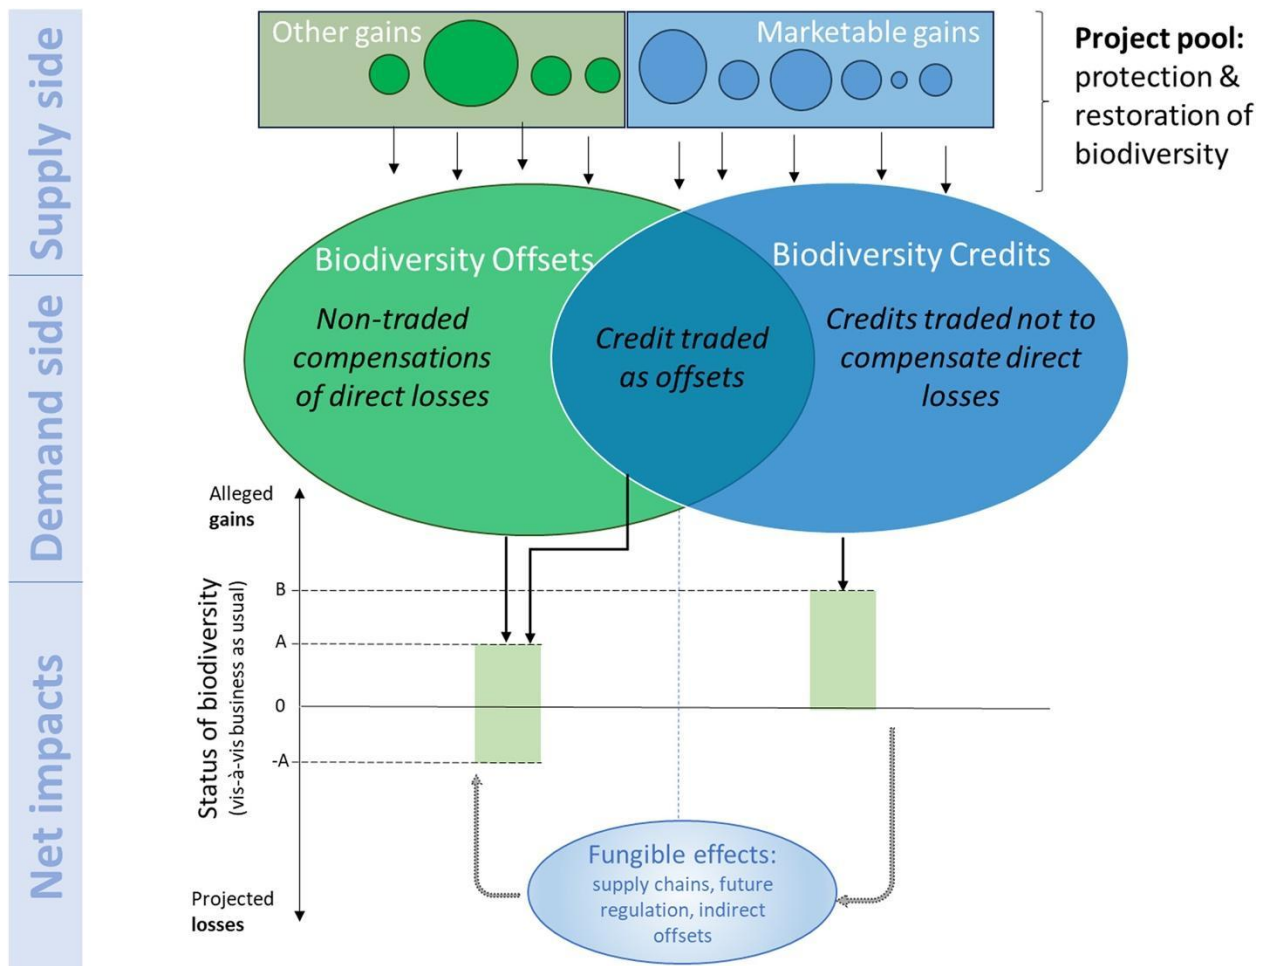 Supply side
Demand side
Net impacts
Other gains
Marketable gains
Project pool:
protection &
restoration of
biodiversity
Biodiversity Offsets
Biodiversity Credits
Non-traded
compensations
of direct losses
Credit traded
as offsets
Credits traded not to
compensate direct
losses
Alleged
gains
Status of biodiversity
(vis-à-vis business as usual)
B
A
0
-A
Projected
losses
Fungible effects:
supply chains, future
regulation, indirect
offsets